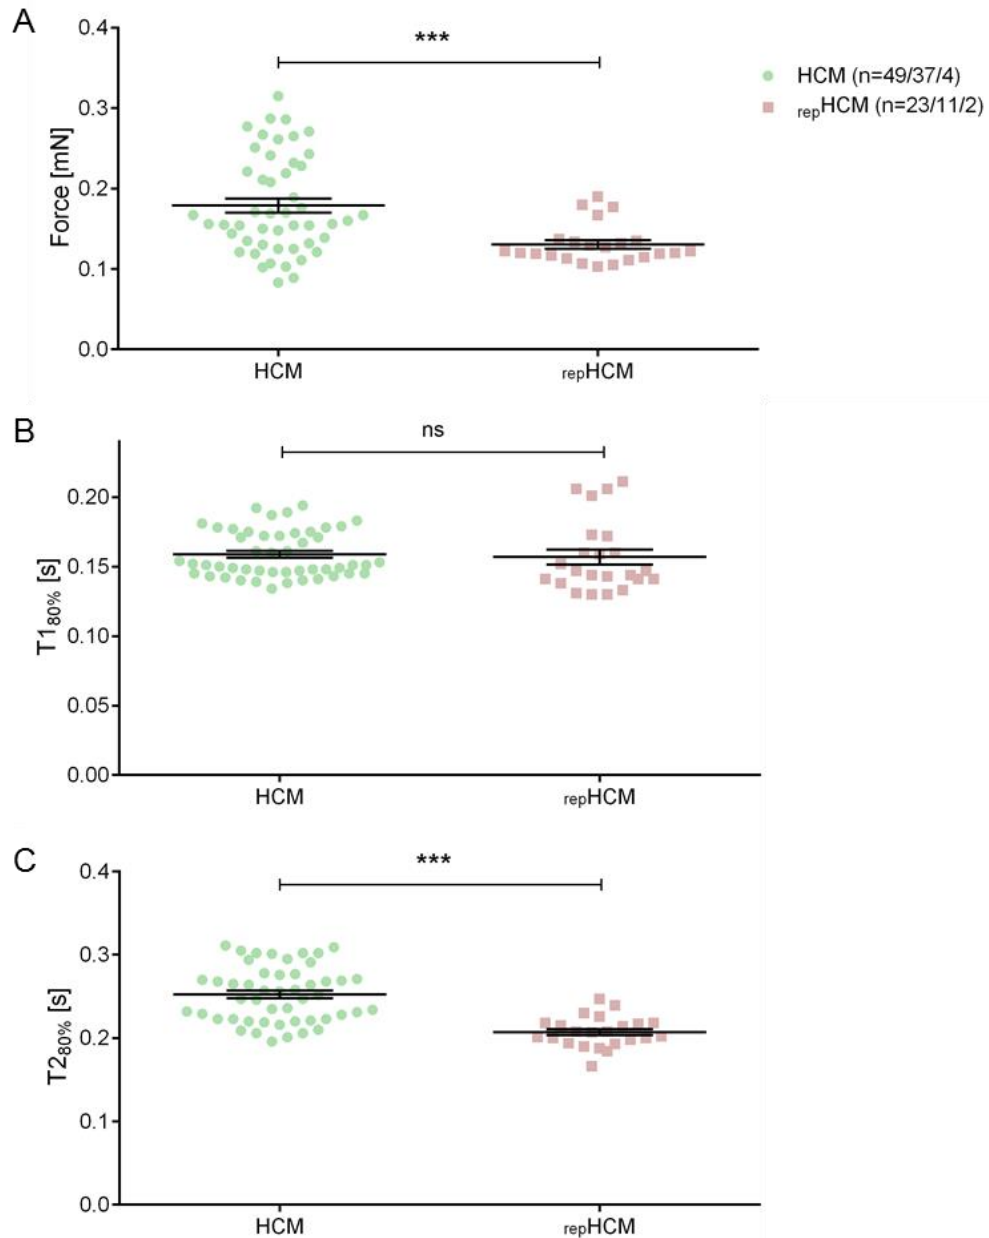 A
0.4
***
HCM (n=49/37/4)
repHCM (n=23/11/2)
0.3
Force [mN]
0.2
0.1
0.0
HCM
repHCM
B
ns
0.20
0.15
T180% [s]
0.10
0.05
0.00
HCM
repHCM
C
0.4
***
0.3
T280% [s]
0.2
0.1
0.0
HCM
repHCM